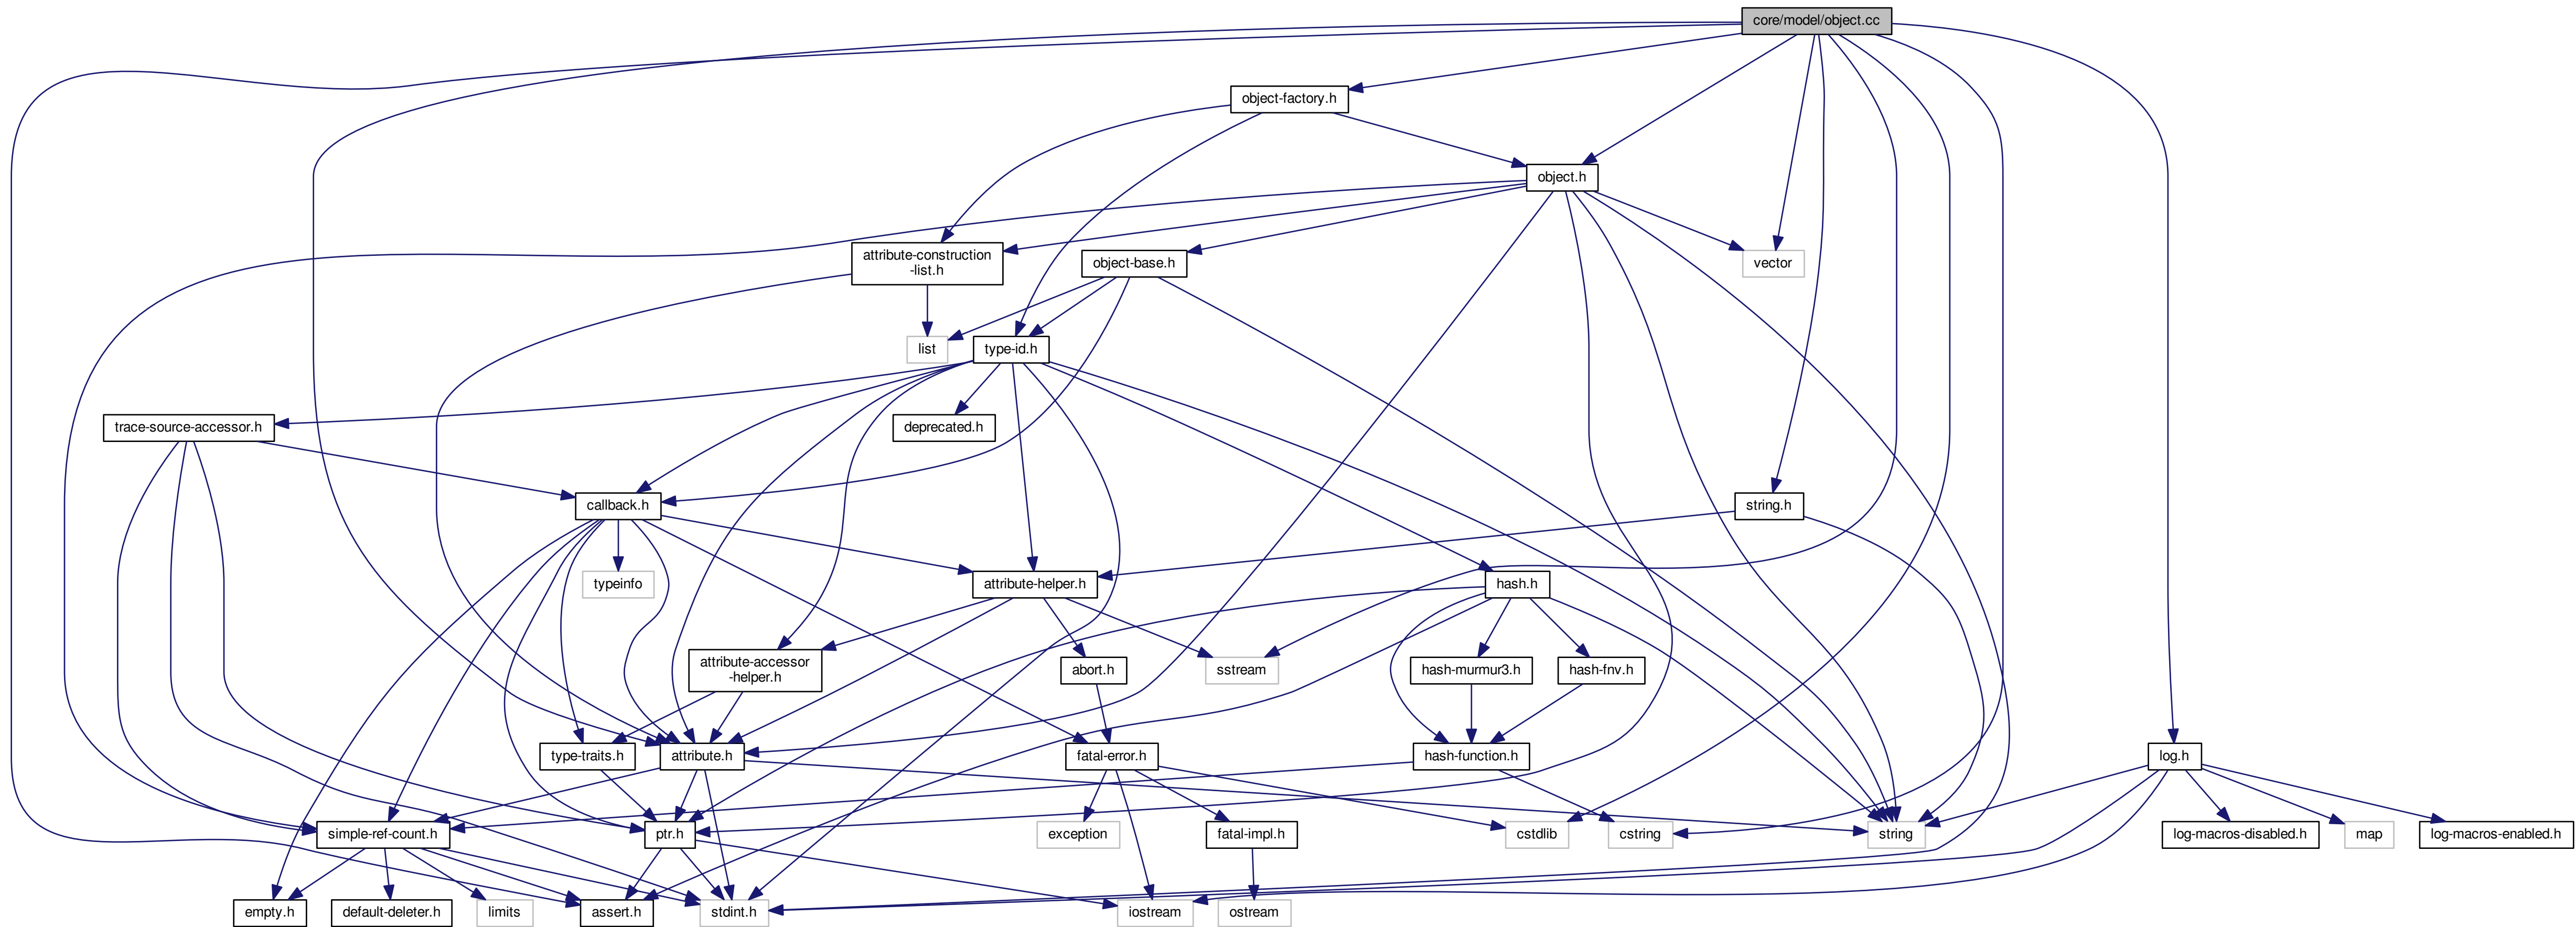 core/model/object.cc
object-factory.h
object.h
attribute-construction
-list.h
object-base.h
vector
list
type-id.h
trace-source-accessor.h
deprecated.h
callback.h
string.h
typeinfo
attribute-helper.h
hash.h
attribute-accessor
-helper.h
abort.h
sstream
hash-murmur3.h
hash-fnv.h
type-traits.h
attribute.h
fatal-error.h
hash-function.h
log.h
simple-ref-count.h
ptr.h
exception
fatal-impl.h
cstdlib
cstring
string
log-macros-disabled.h
map
log-macros-enabled.h
empty.h
default-deleter.h
limits
assert.h
stdint.h
iostream
ostream